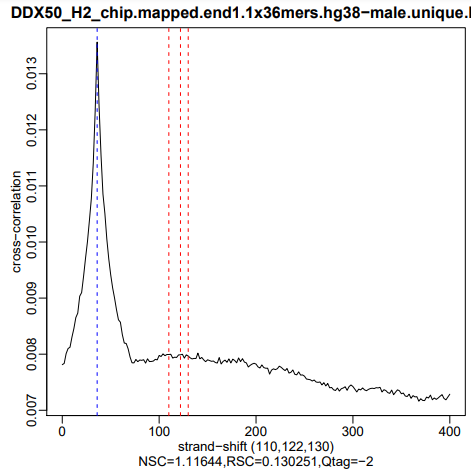 DDX50_H2_chip.mapped.end1.1x36mers.hg38−male.unique.
0.013
0.012
0.011
0.010
0.009
0.008
0.007
cross−correlation
0 100 200 300 400
strand−shift (110,122,130)
NSC=1.11644,RSC=0.130251,Qtag=−2